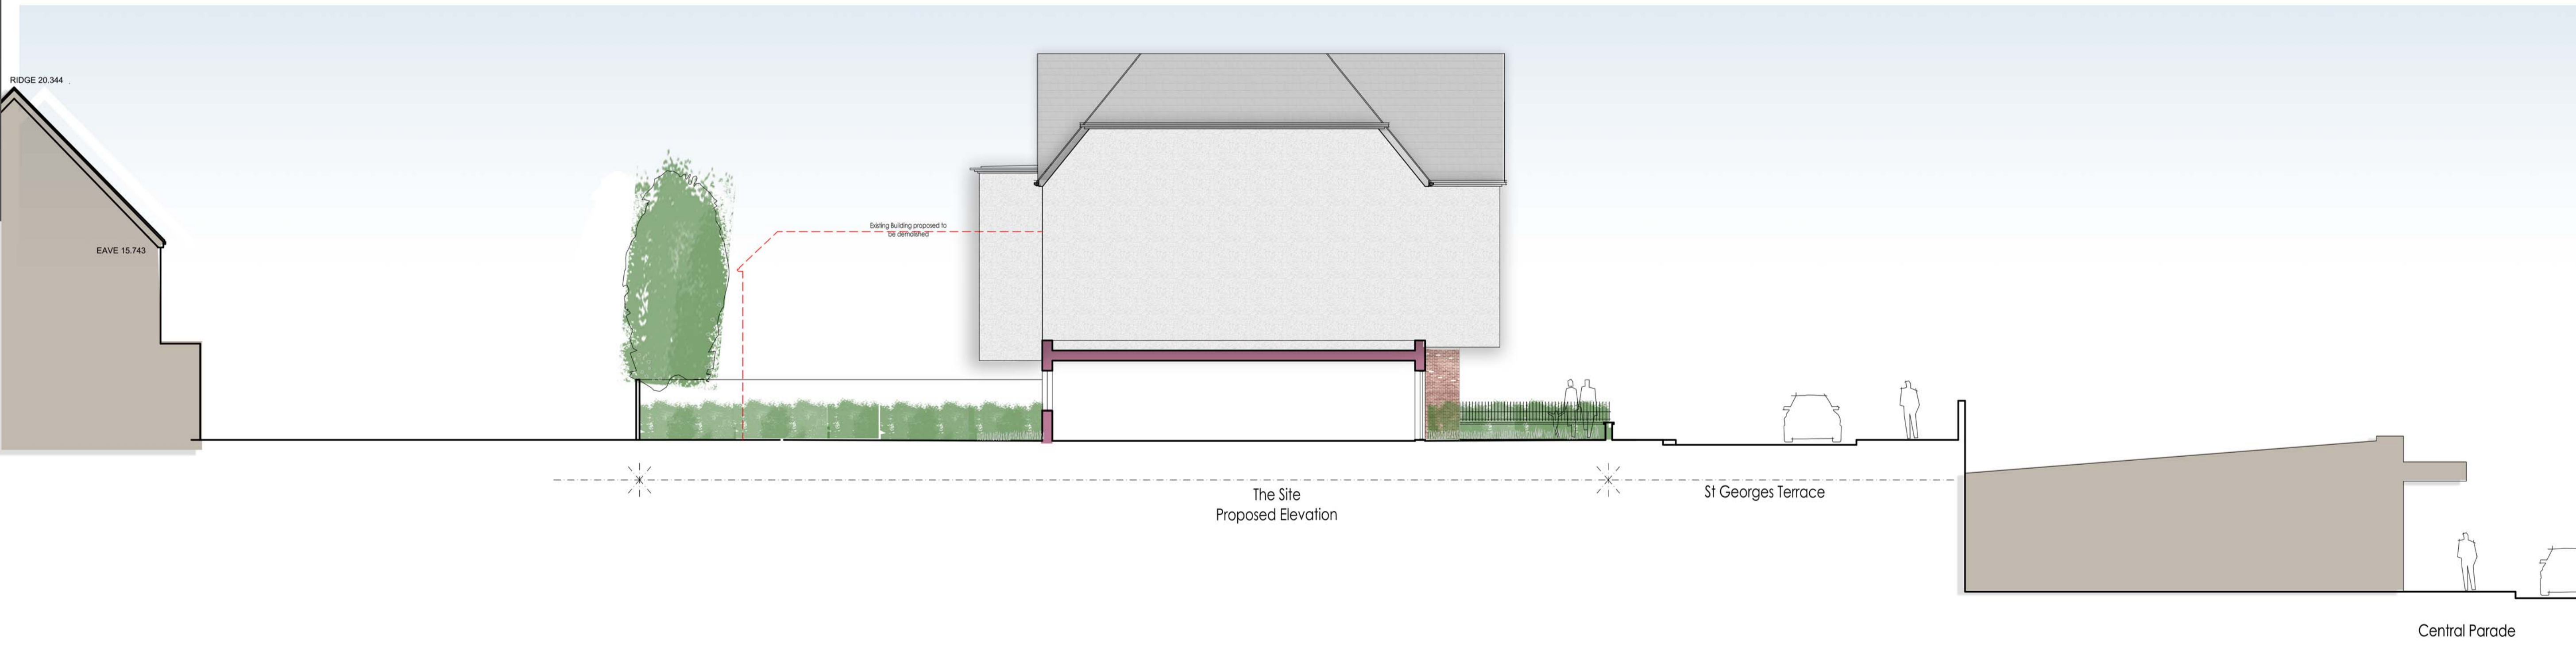 RIDGE 20.344
EAVE 15.743
Existing Building proposed to
be demolished
The Site
Proposed Elevation
St Georges Terrace
Central Parade